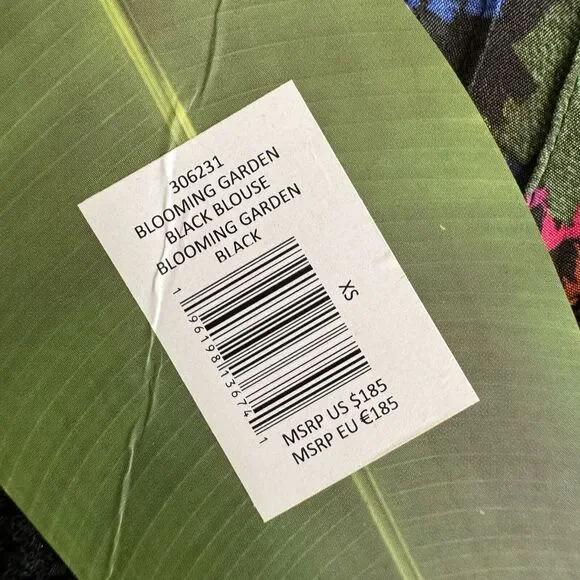 306231
BLOOMING GARDEN
BLACK BLOUSE
BLOOMING GARDEN
BLACK
XS
1 96198 13674 1
MSRP US $185
MSRP EU €185